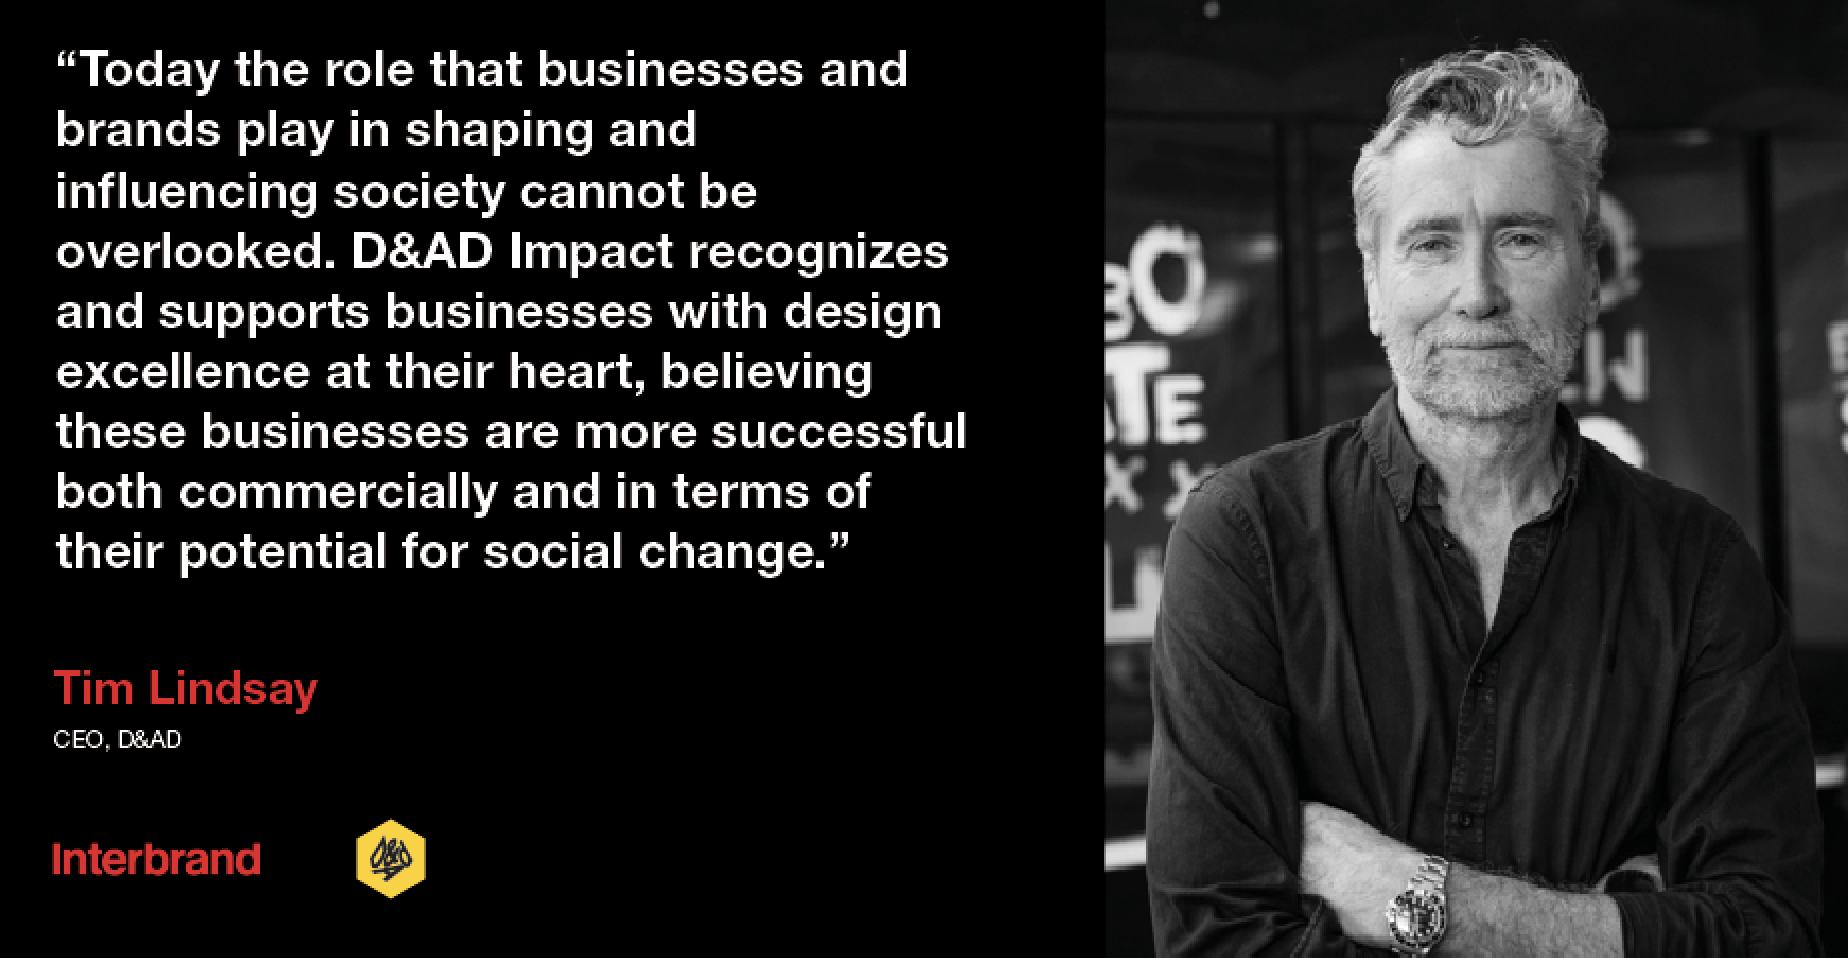 “Today the role that businesses and
brands play in shaping and
influencing society cannot be
overlooked. D&AD Impact recognizes
and supports businesses with design
excellence at their heart, believing
these businesses are more successful
both commercially and in terms of
their potential for social change.”
Tim Lindsay
CEO, D&AD
Interbrand
D&AD